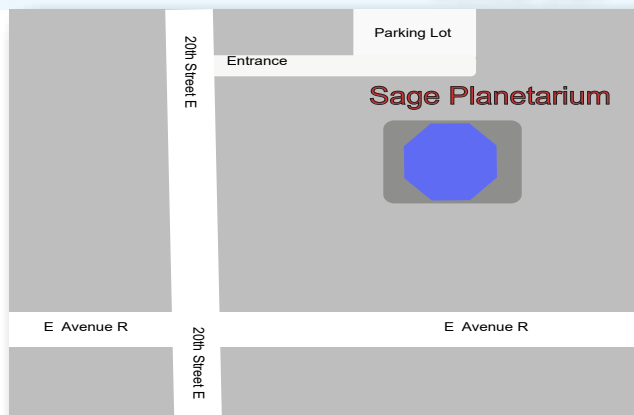 Parking Lot
20th Street E
Entrance
Sage Planetarium
E Avenue R
20th Street E
E Avenue R